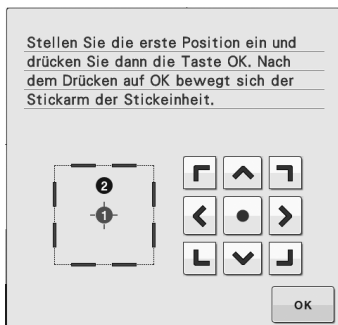 Stellen Sie die erste Position ein und
drücken Sie dann die Taste OK. Nach
dem Drücken auf OK bewegt sich der
Stickarm der Stickeinheit.
2
1
OK